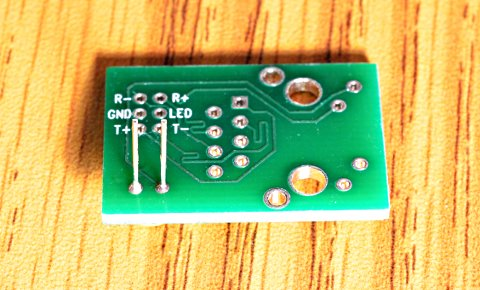 R- R+
GND LED
T+ T-